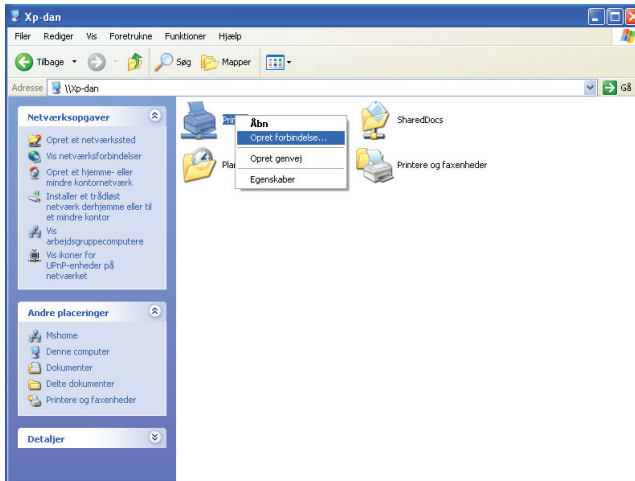 Xp-dan
Filer Rediger Vis Foretrukne Funktioner Hjælp
Tilbage Søg Mapper
Adresse \\Xp-dan Gå
Netværksopgaver
Opret et netværkssted
Vis netværksforbindelser
Opret et hjemme- eller
mindre kontornetværk
Installer et trådløst
netværk derhjemme eller til
et mindre kontor
Vis
arbejdsgruppecomputere
Vis ikoner for
UPnP-enheder på
netværket
Andre placeringer
Mshome
Denne computer
Dokumenter
Delte dokumenter
Printere og faxenheder
Detaljer
Åbn
Opret forbindelse...
Opret genvej
Egenskaber
SharedDocs
Printere og faxenheder